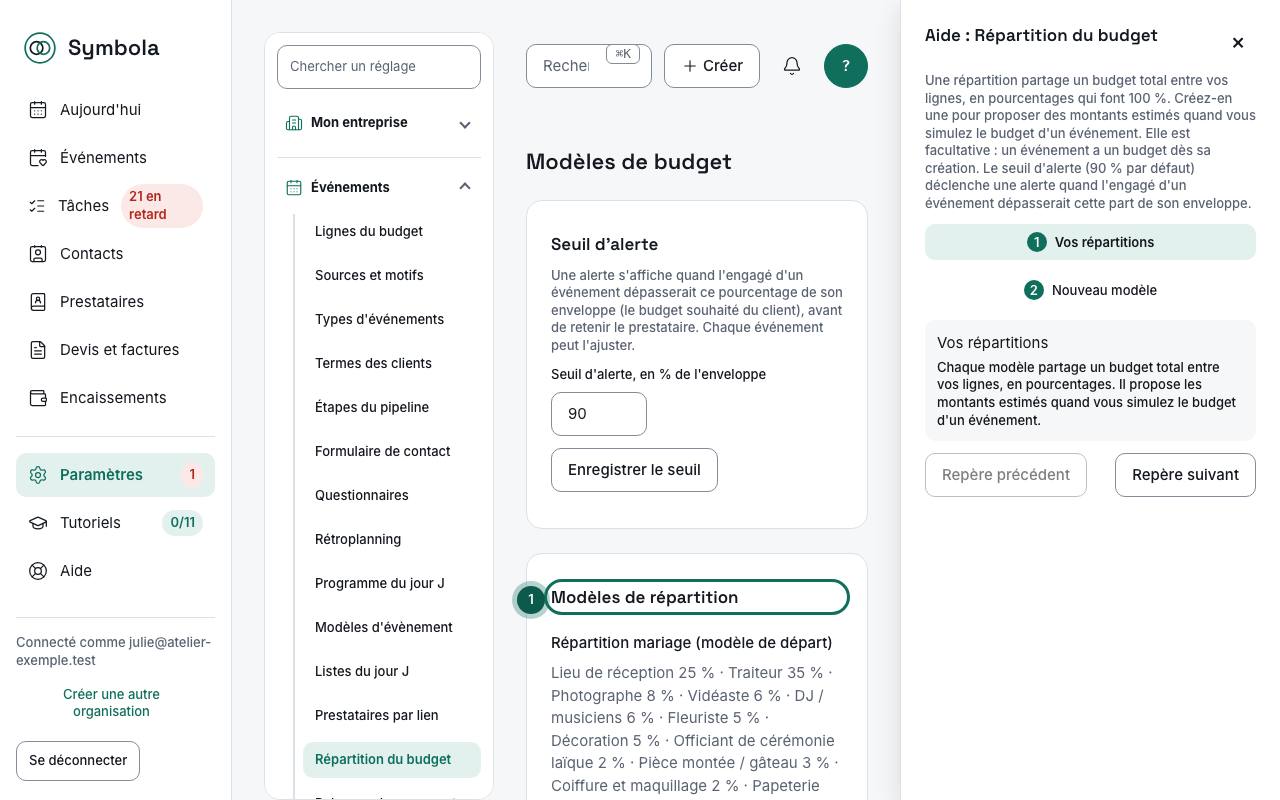 Symbola
Aujourd'hui
Événements
Tâches
21 en
retard
Contacts
Prestataires
Devis et factures
Encaissements
Paramètres
1
Tutoriels
0/11
Aide
Connecté comme julie@atelier-
exemple.test
Créer une autre
organisation
Se déconnecter
Chercher un réglage
Mon entreprise
Événements
Lignes du budget
Sources et motifs
Types d'événements
Termes des clients
Étapes du pipeline
Formulaire de contact
Questionnaires
Rétroplanning
Programme du jour J
Modèles d'évènement
Listes du jour J
Prestataires par lien
Répartition du budget
⌘K
Créer
?
Modèles de budget
Seuil d'alerte
Une alerte s'affiche quand l'engagé d'un
événement dépasserait ce pourcentage de son
enveloppe (le budget souhaité du client), avant
de retenir le prestataire. Chaque événement
peut l'ajuster.
Seuil d'alerte, en % de l'enveloppe
90
Enregistrer le seuil
1
Modèles de répartition
Répartition mariage (modèle de départ)
Lieu de réception 25 % · Traiteur 35 % ·
Photographe 8 % · Vidéaste 6 % · DJ /
musiciens 6 % · Fleuriste 5 % ·
Décoration 5 % · Officiant de cérémonie
laïque 2 % · Pièce montée / gâteau 3 % ·
Coiffure et maquillage 2 % · Papeterie
Aide : Répartition du budget
Une répartition partage un budget total entre vos
lignes, en pourcentages qui font 100 %. Créez-en
une pour proposer des montants estimés quand vous
simulez le budget d'un événement. Elle est
facultative : un événement a un budget dès sa
création. Le seuil d'alerte (90 % par défaut)
déclenche une alerte quand l'engagé d'un
événement dépasserait cette part de son enveloppe.
1 Vos répartitions
2 Nouveau modèle
Vos répartitions
Chaque modèle partage un budget total entre
vos lignes, en pourcentages. Il propose les
montants estimés quand vous simulez le budget
d'un événement.
Repère précédent
Repère suivant